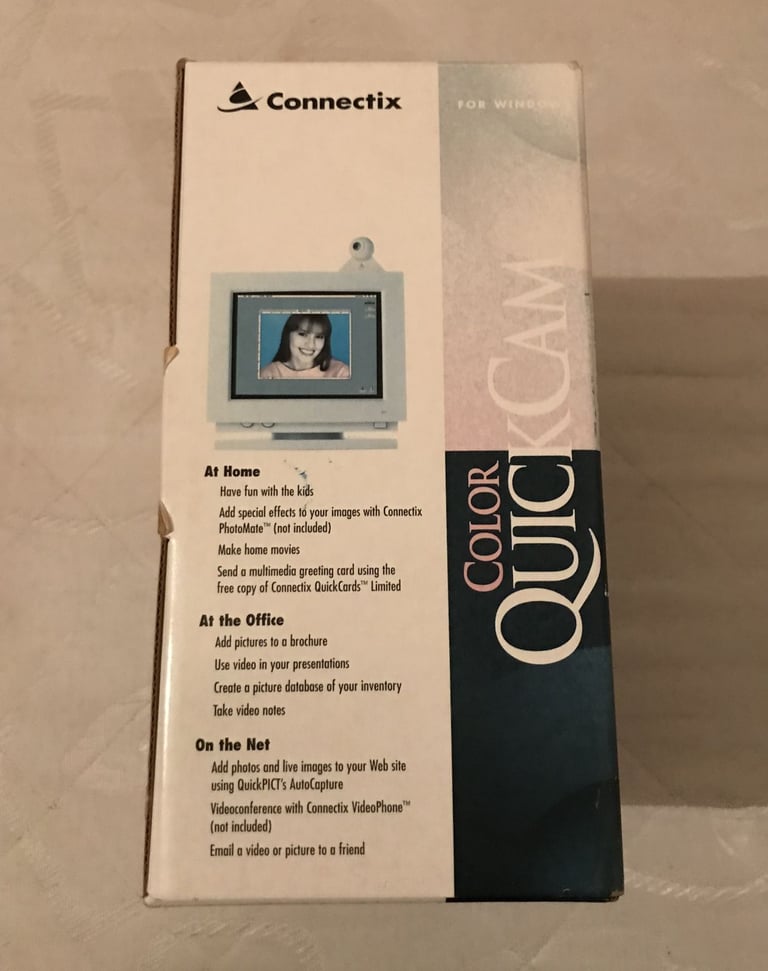 Connectix
FOR WINDOWS
COLOR
QUICKCAM
At Home
Have fun with the kids
Add special effects to your images with Connectix
PhotoMate™ (not included)
Make home movies
Send a multimedia greeting card using the
free copy of Connectix QuickCards™ Limited
At the Office
Add pictures to a brochure
Use video in your presentations
Create a picture database of your inventory
Take video notes
On the Net
Add photos and live images to your Web site
using QuickPICT's AutoCapture
Videoconference with Connectix VideoPhone™
(not included)
Email a video or picture to a friend